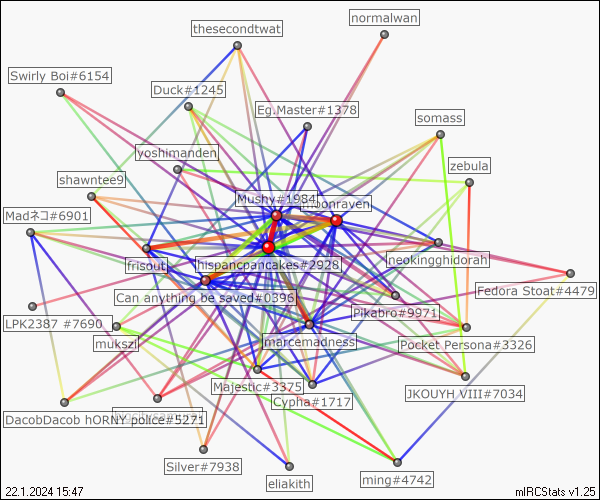 normalwan
thesecondtwat
Swirly Boi#6154
Duck#1245
Eg.Master#1378
somass
yoshimanden
zebula
shawntee9
Mushy#1984
moonraven
Madネコ#6901
neokingghidorah
frisout
hispancpancakes#2928
Fedora Stoat#4479
Can anything be saved#0396
Pikabro#9971
LPK2387 #7690
mukszi
marcemadness
Pocket Persona#3326
Majestic#3375
JKOUYH VIII#7034
Cypha#1717
DacobDacob hORNY police#5271
Silver#7938
eliakith
ming#4742
22.1.2024 15:47
mIRCStats v1.25